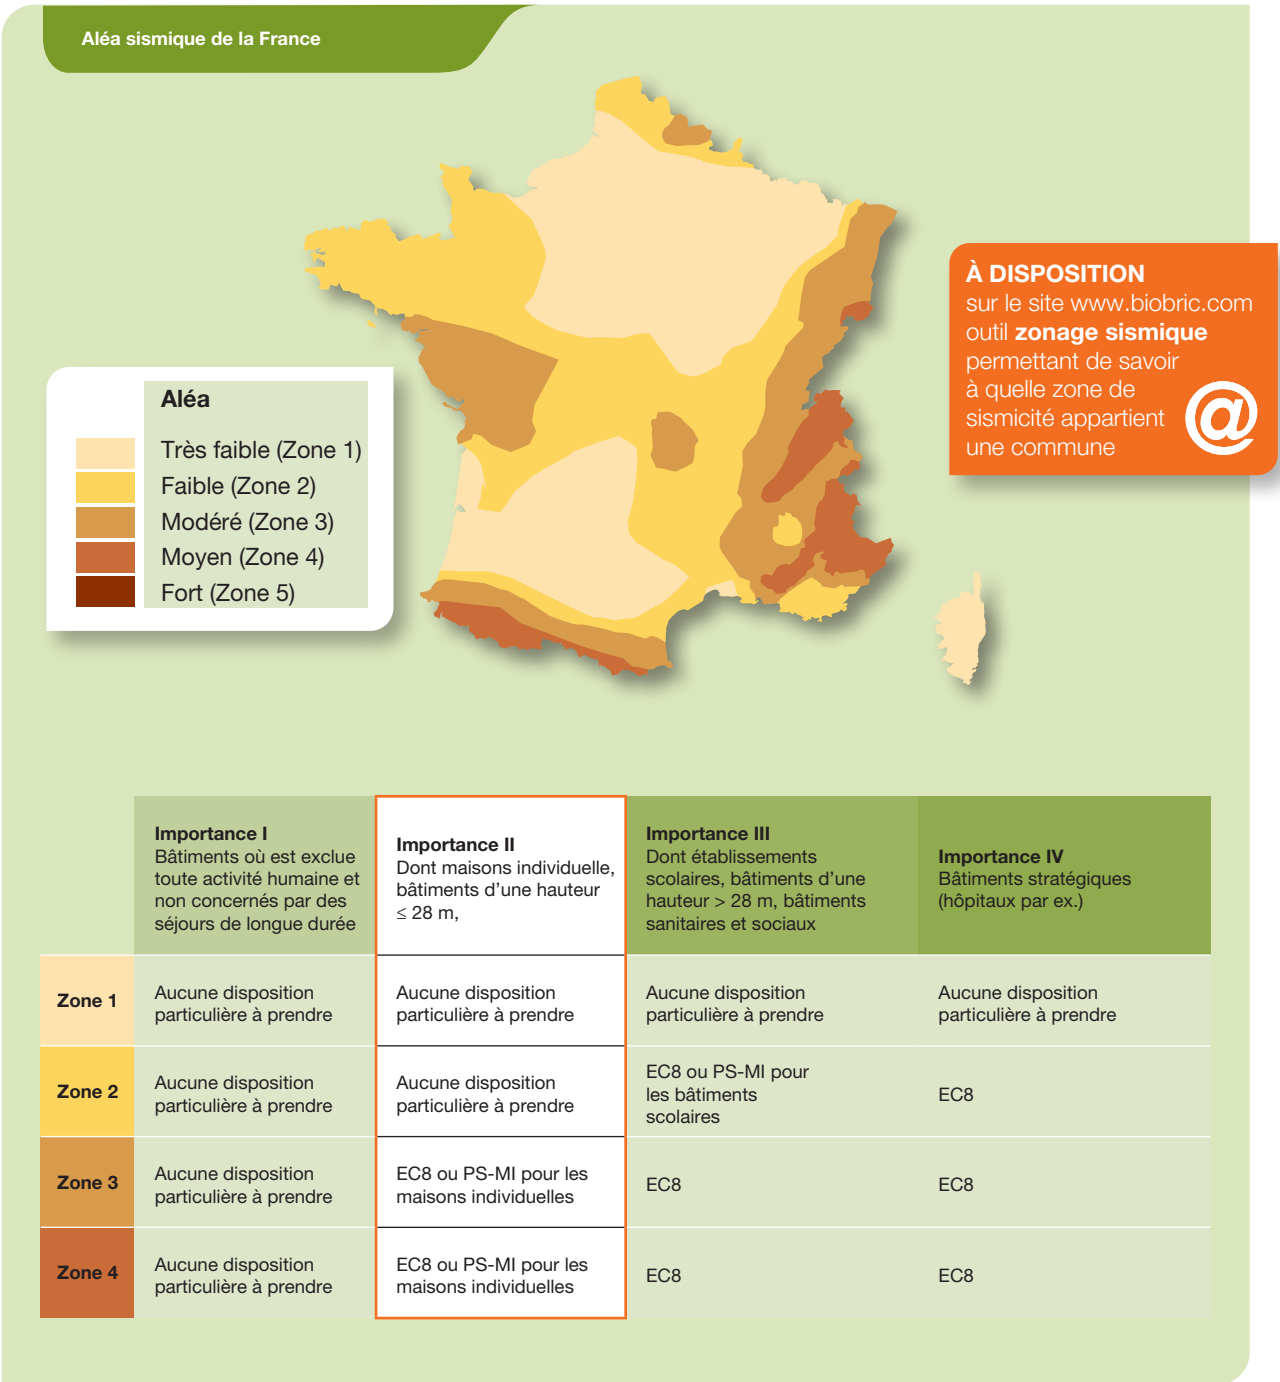 Aléa sismique de la France
À DISPOSITION
sur le site www.biobric.com
outil zonage sismique
permettant de savoir
à quelle zone de
sismicité appartient
une commune
@
Aléa
Très faible (Zone 1)
Faible (Zone 2)
Modéré (Zone 3)
Moyen (Zone 4)
Fort (Zone 5)
Importance I
Bâtiments où est exclue
toute activité humaine et
non concernés par des
séjours de longue durée
Importance II
Dont maisons individuelle,
bâtiments d'une hauteur
≤ 28 m,
Importance III
Dont établissements
scolaires, bâtiments d'une
hauteur > 28 m, bâtiments
sanitaires et sociaux
Importance IV
Bâtiments stratégiques
(hôpitaux par ex.)
Zone 1
Aucune disposition
particulière à prendre
Aucune disposition
particulière à prendre
Aucune disposition
particulière à prendre
Aucune disposition
particulière à prendre
Zone 2
Aucune disposition
particulière à prendre
Aucune disposition
particulière à prendre
EC8 ou PS-MI pour
les bâtiments
scolaires
EC8
Zone 3
Aucune disposition
particulière à prendre
EC8 ou PS-MI pour les
maisons individuelles
EC8
EC8
Zone 4
Aucune disposition
particulière à prendre
EC8 ou PS-MI pour les
maisons individuelles
EC8
EC8